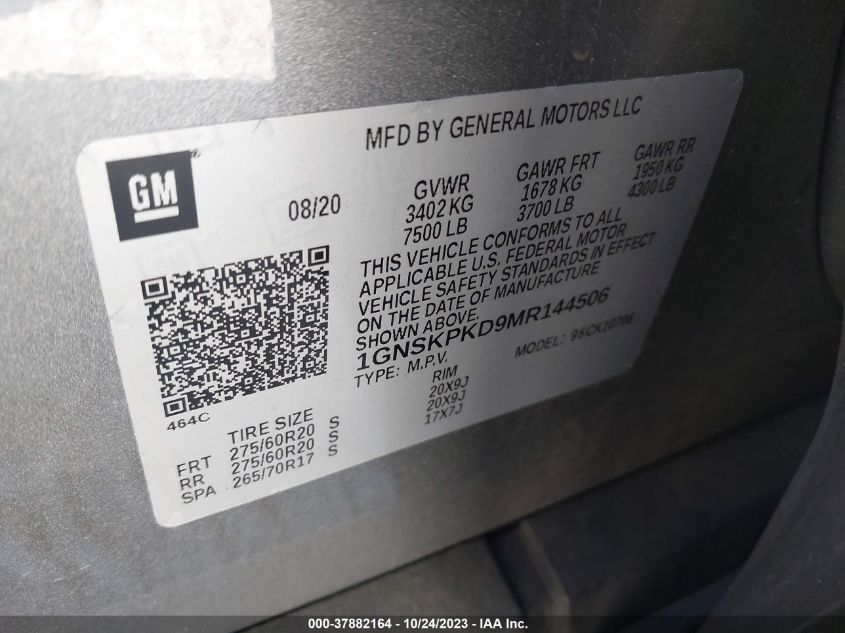 MFD BY GENERAL MOTORS LLC
GM
08/20
GVWR
3402 KG
7500 LB
GAWR FRT
1678 KG
3700 LB
GAWR RR
1950 KG
4300 LB
THIS VEHICLE CONFORMS TO ALL
APPLICABLE U.S. FEDERAL MOTOR
VEHICLE SAFETY STANDARDS IN EFFECT
ON THE DATE OF MANUFACTURE
SHOWN ABOVE.
1GNSKPKD9MR144506
TYPE: M.P.V.
MODEL: 96CK10706
464C
TIRE SIZE
RIM
FRT 275/60R20 S 20X9J
RR 275/60R20 S 20X9J
SPA 265/70R17 S 17X7J
000-37882164 - 10/24/2023 - IAA Inc.